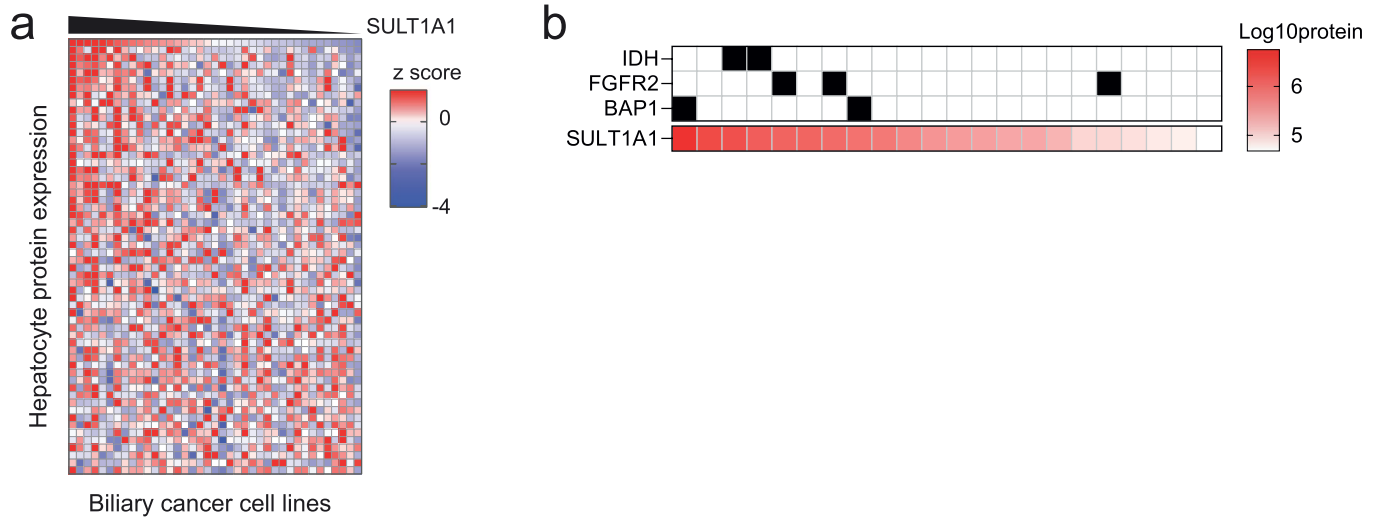 a
SULT1A1
z score
0
-4
Hepatocyte protein expression
Biliary cancer cell lines
b
Log10protein
IDH
FGFR2
BAP1
SULT1A1
6
5